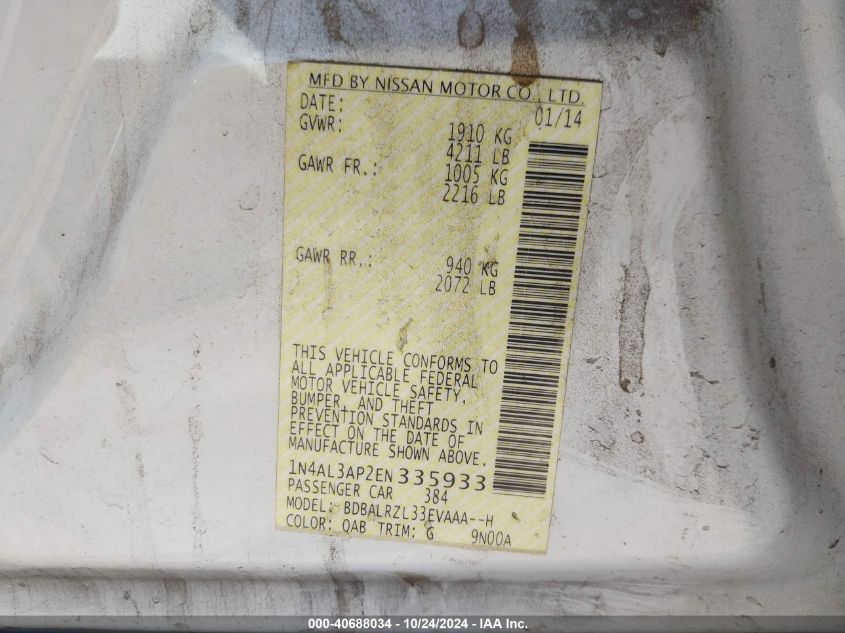 MFD BY NISSAN MOTOR CO., LTD.
DATE: 01/14
GVWR: 1910 KG
4211 LB
GAWR FR.: 1005 KG
2216 LB
GAWR RR.: 940 KG
2072 LB
THIS VEHICLE CONFORMS TO
ALL APPLICABLE FEDERAL
MOTOR VEHICLE SAFETY,
BUMPER, AND THEFT
PREVENTION STANDARDS IN
EFFECT ON THE DATE OF
MANUFACTURE SHOWN ABOVE.
1N4AL3AP2EN335933
PASSENGER CAR 384
MODEL: BDBALRZL33EVAAA--H
COLOR: QAB TRIM: G 9N00A
000-40688034 - 10/24/2024 - IAA Inc.